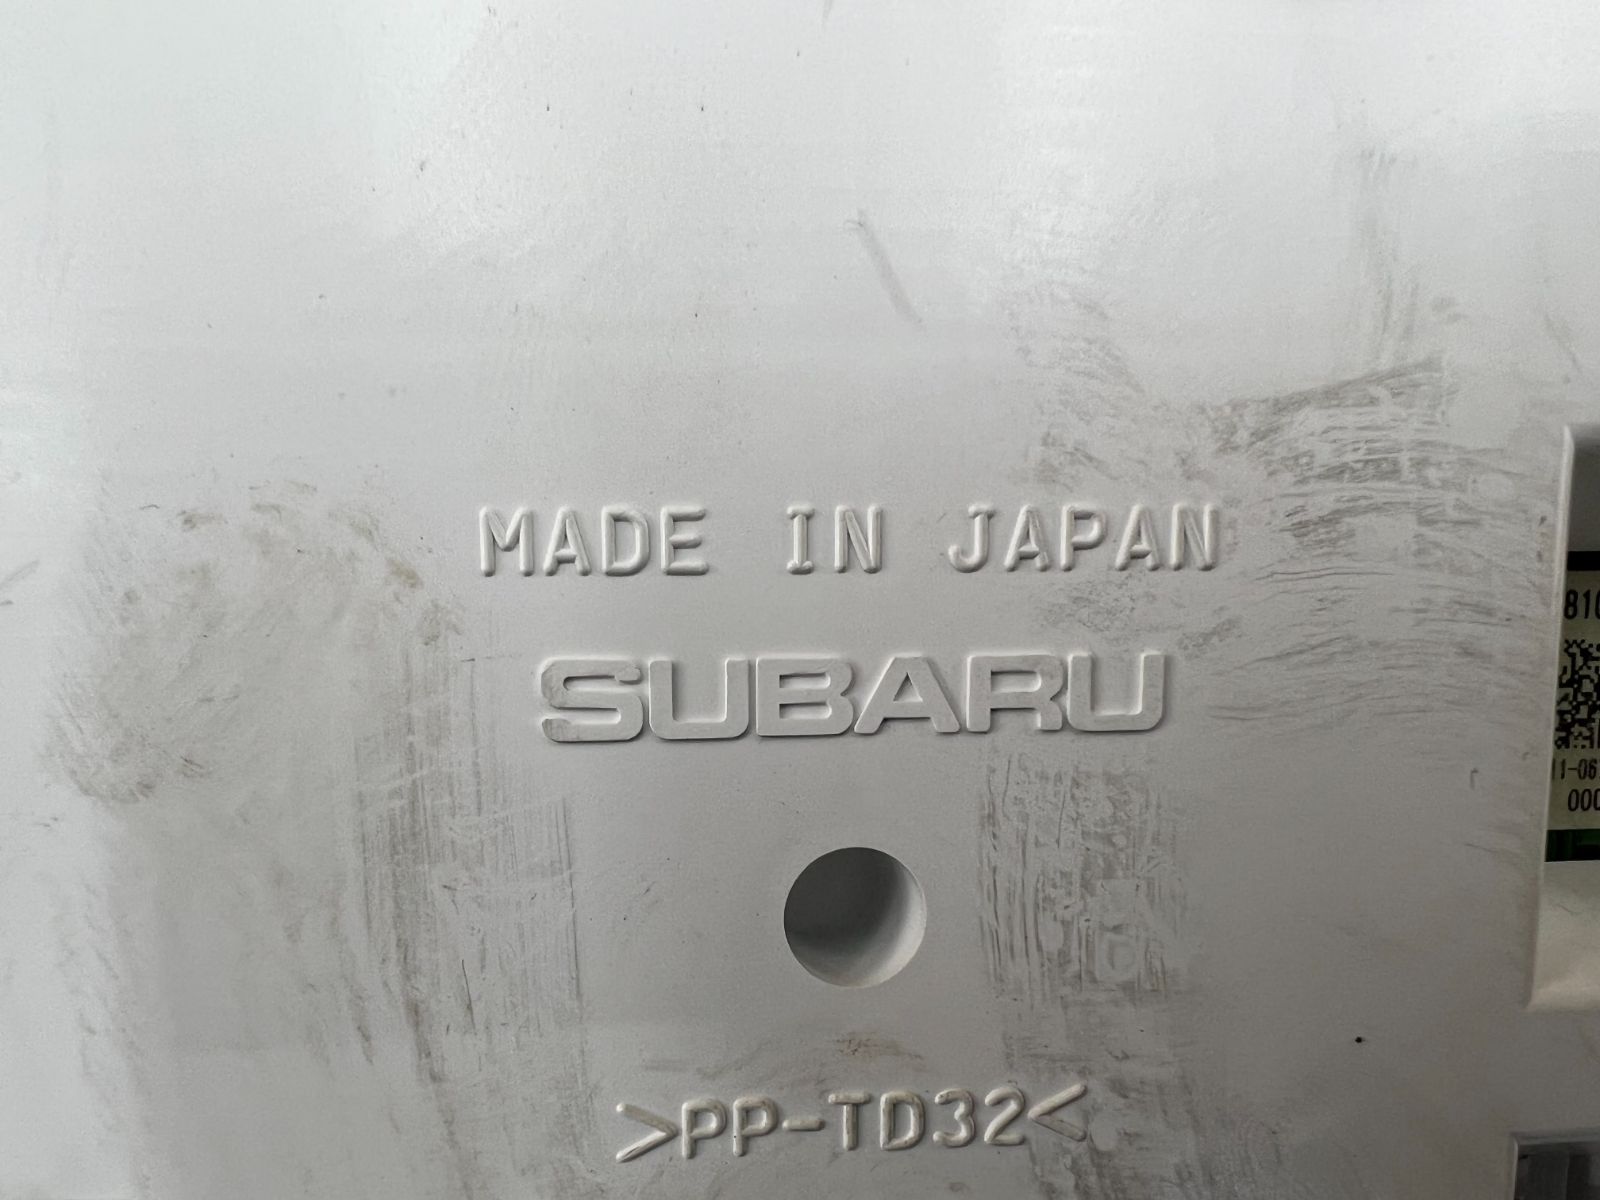 MADE IN JAPAN
SUBARU
>PP-TD32<